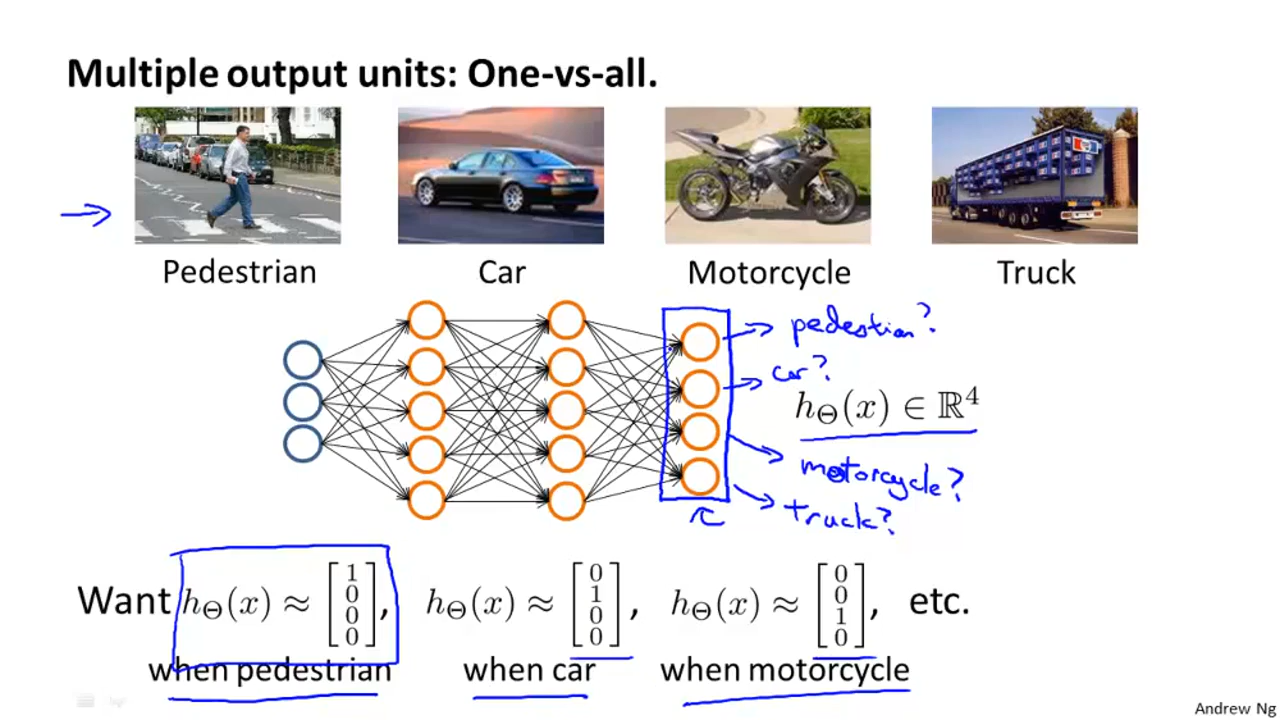 Multiple output units: One-vs-all.
Pedestrian Car Motorcycle Truck
pedestian?
car?
hΘ(x) ∈ ℝ⁴
motorcycle?
truck?
Want hΘ(x) ≈ [1 0 0 0], hΘ(x) ≈ [0 1 0 0], hΘ(x) ≈ [0 0 1 0], etc.
when pedestrian when car when motorcycle
Andrew Ng